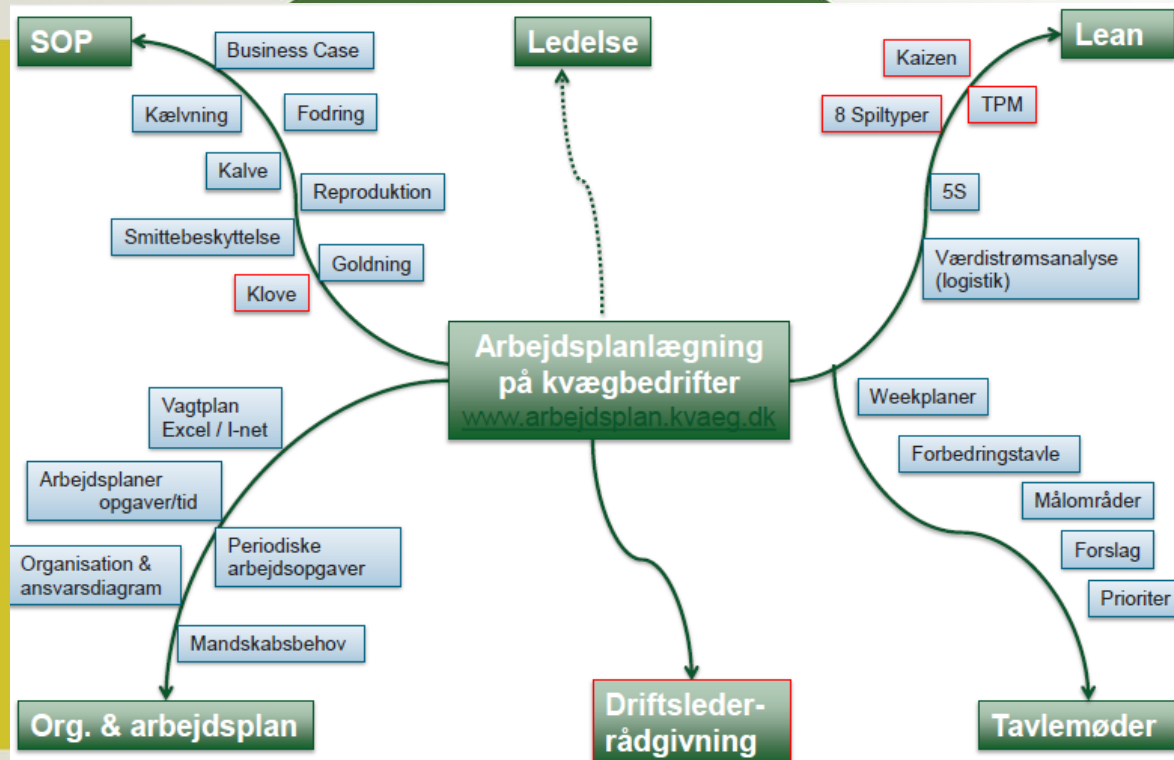 SOP
Business Case
Kælvning
Fodring
Kalve
Reproduktion
Smittebeskyttelse
Goldning
Klove
Ledelse
Lean
Kaizen
TPM
8 Spiltyper
5S
Værdistrømsanalyse
(logistik)
Arbejdsplanlægning
på kvægbedrifter
www.arbejdsplan.kvaeg.dk
Vagtplan
Excel / I-net
Arbejdsplaner
opgaver/tid
Periodiske
arbejdsopgaver
Organisation &
ansvarsdiagram
Mandskabsbehov
Org. & arbejdsplan
Driftsleder-
rådgivning
Weekplaner
Forbedringstavle
Målområder
Forslag
Prioriter
Tavlemøder